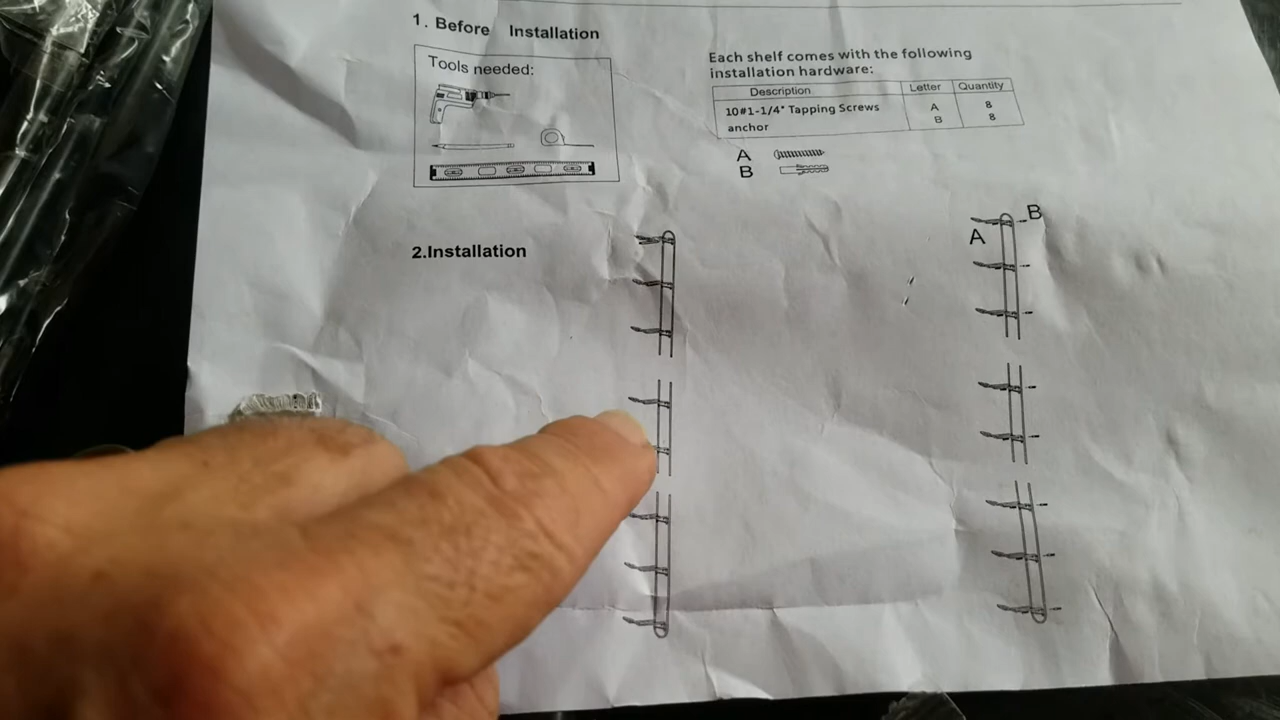 1. Before Installation
Tools needed:
Each shelf comes with the following
installation hardware:
Description Letter Quantity
10#1-1/4" Tapping Screws A 8
anchor B 8
A
B
2.Installation
A
B